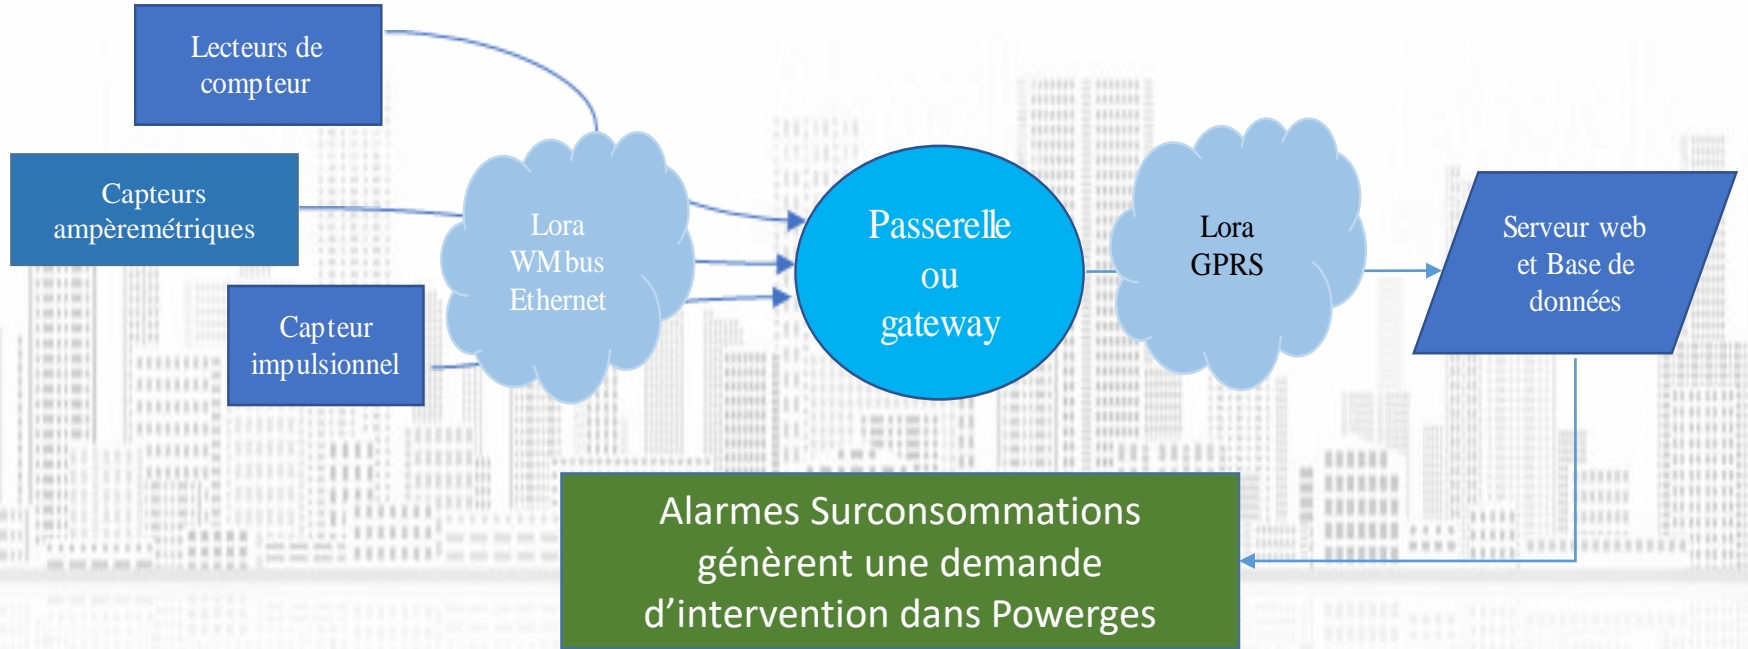 Lecteurs de
compteur
Capteurs
ampèremétriques
Capteur
impulsionnel
Lora
WMbus
Ethernet
Passerelle
ou
gateway
Lora
GPRS
Serveur web
et Base de
données
Alarmes Surconsommations
génèrent une demande
d’intervention dans Powerges